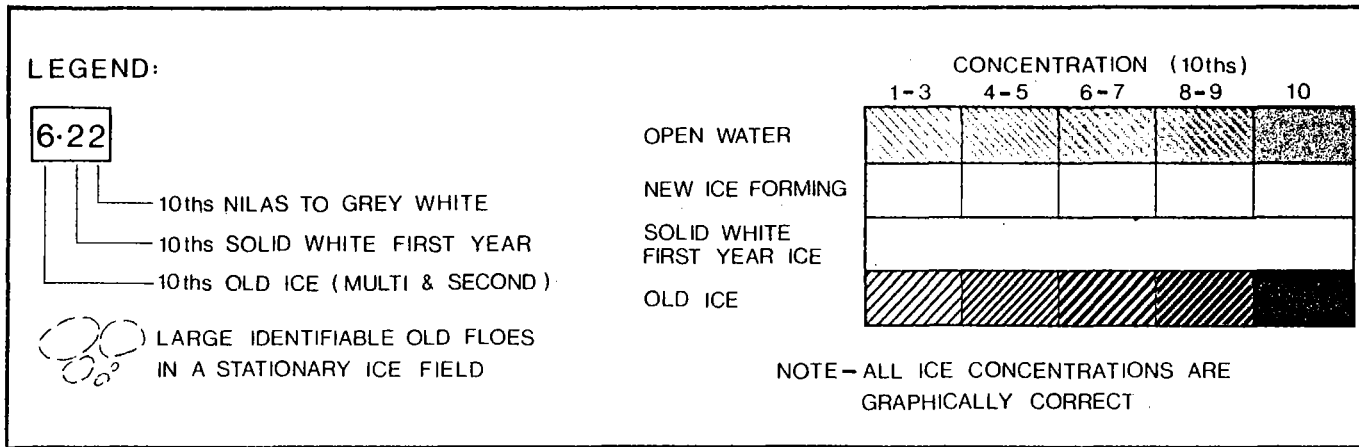 LEGEND:
6·22
10ths NILAS TO GREY WHITE
10ths SOLID WHITE FIRST YEAR
10ths OLD ICE (MULTI & SECOND)
LARGE IDENTIFIABLE OLD FLOES
IN A STATIONARY ICE FIELD
CONCENTRATION (10ths)
1-3 4-5 6-7 8-9 10
OPEN WATER
NEW ICE FORMING
SOLID WHITE
FIRST YEAR ICE
OLD ICE
NOTE - ALL ICE CONCENTRATIONS ARE
GRAPHICALLY CORRECT